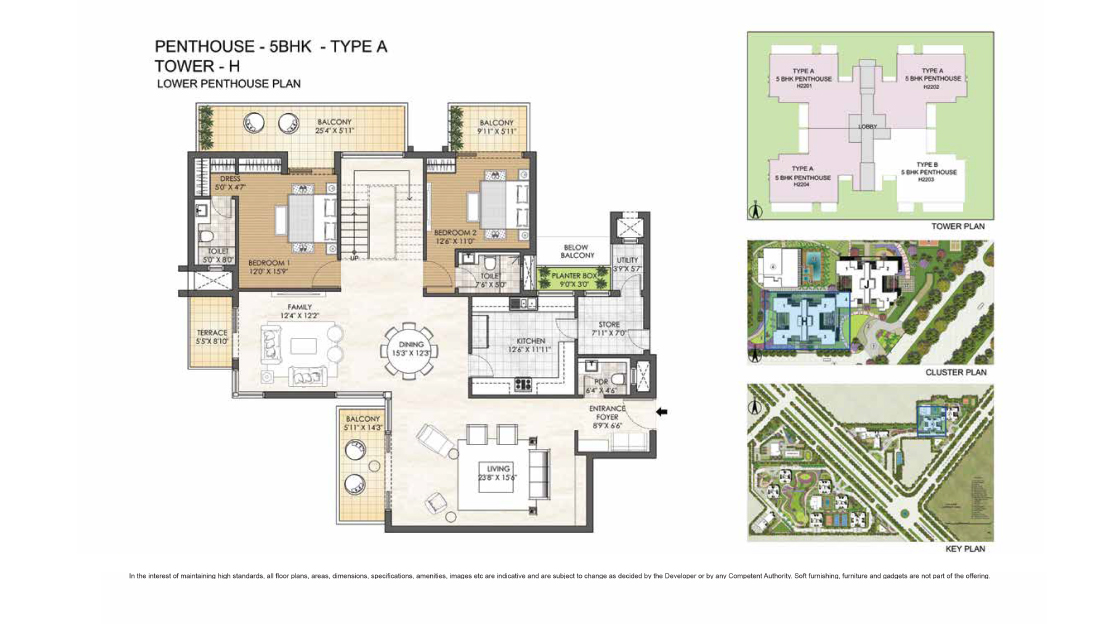 PENTHOUSE - 5BHK - TYPE A
TOWER - H
LOWER PENTHOUSE PLAN
BALCONY
25'4" X 5'11"
BALCONY
9'11" X 5'11"
DRESS
5'0" X 4'7"
TOILET
5'0" X 8'0"
BEDROOM 1
12'0" X 15'9"
UP
BEDROOM 2
12'6" X 11'0"
TOILET
7'6" X 5'0"
BELOW
BALCONY
PLANTER BOX
9'0" X 3'0"
UTILITY
3'9" X 5'7"
TERRACE
5'5" X 8'10"
FAMILY
12'4" X 12'2"
DINING
15'3" X 12'3"
KITCHEN
12'6" X 11'11"
STORE
7'11" X 7'0"
PDR
6'4" X 4'6"
ENTRANCE
FOYER
8'9" X 6'6"
BALCONY
5'11" X 14'3"
LIVING
23'8" X 15'6"
TYPE A
5 BHK PENTHOUSE
H2201
TYPE A
5 BHK PENTHOUSE
H2202
LOBBY
TYPE A
5 BHK PENTHOUSE
H2204
TYPE B
5 BHK PENTHOUSE
H2203
TOWER PLAN
CLUSTER PLAN
KEY PLAN
In the interest of maintaining high standards, all floor plans, areas, dimensions, specifications, amenities, images etc are indicative and are subject to change as decided by the Developer or by any Competent Authority. Soft furnishing, furniture and gadgets are not part of the offering.